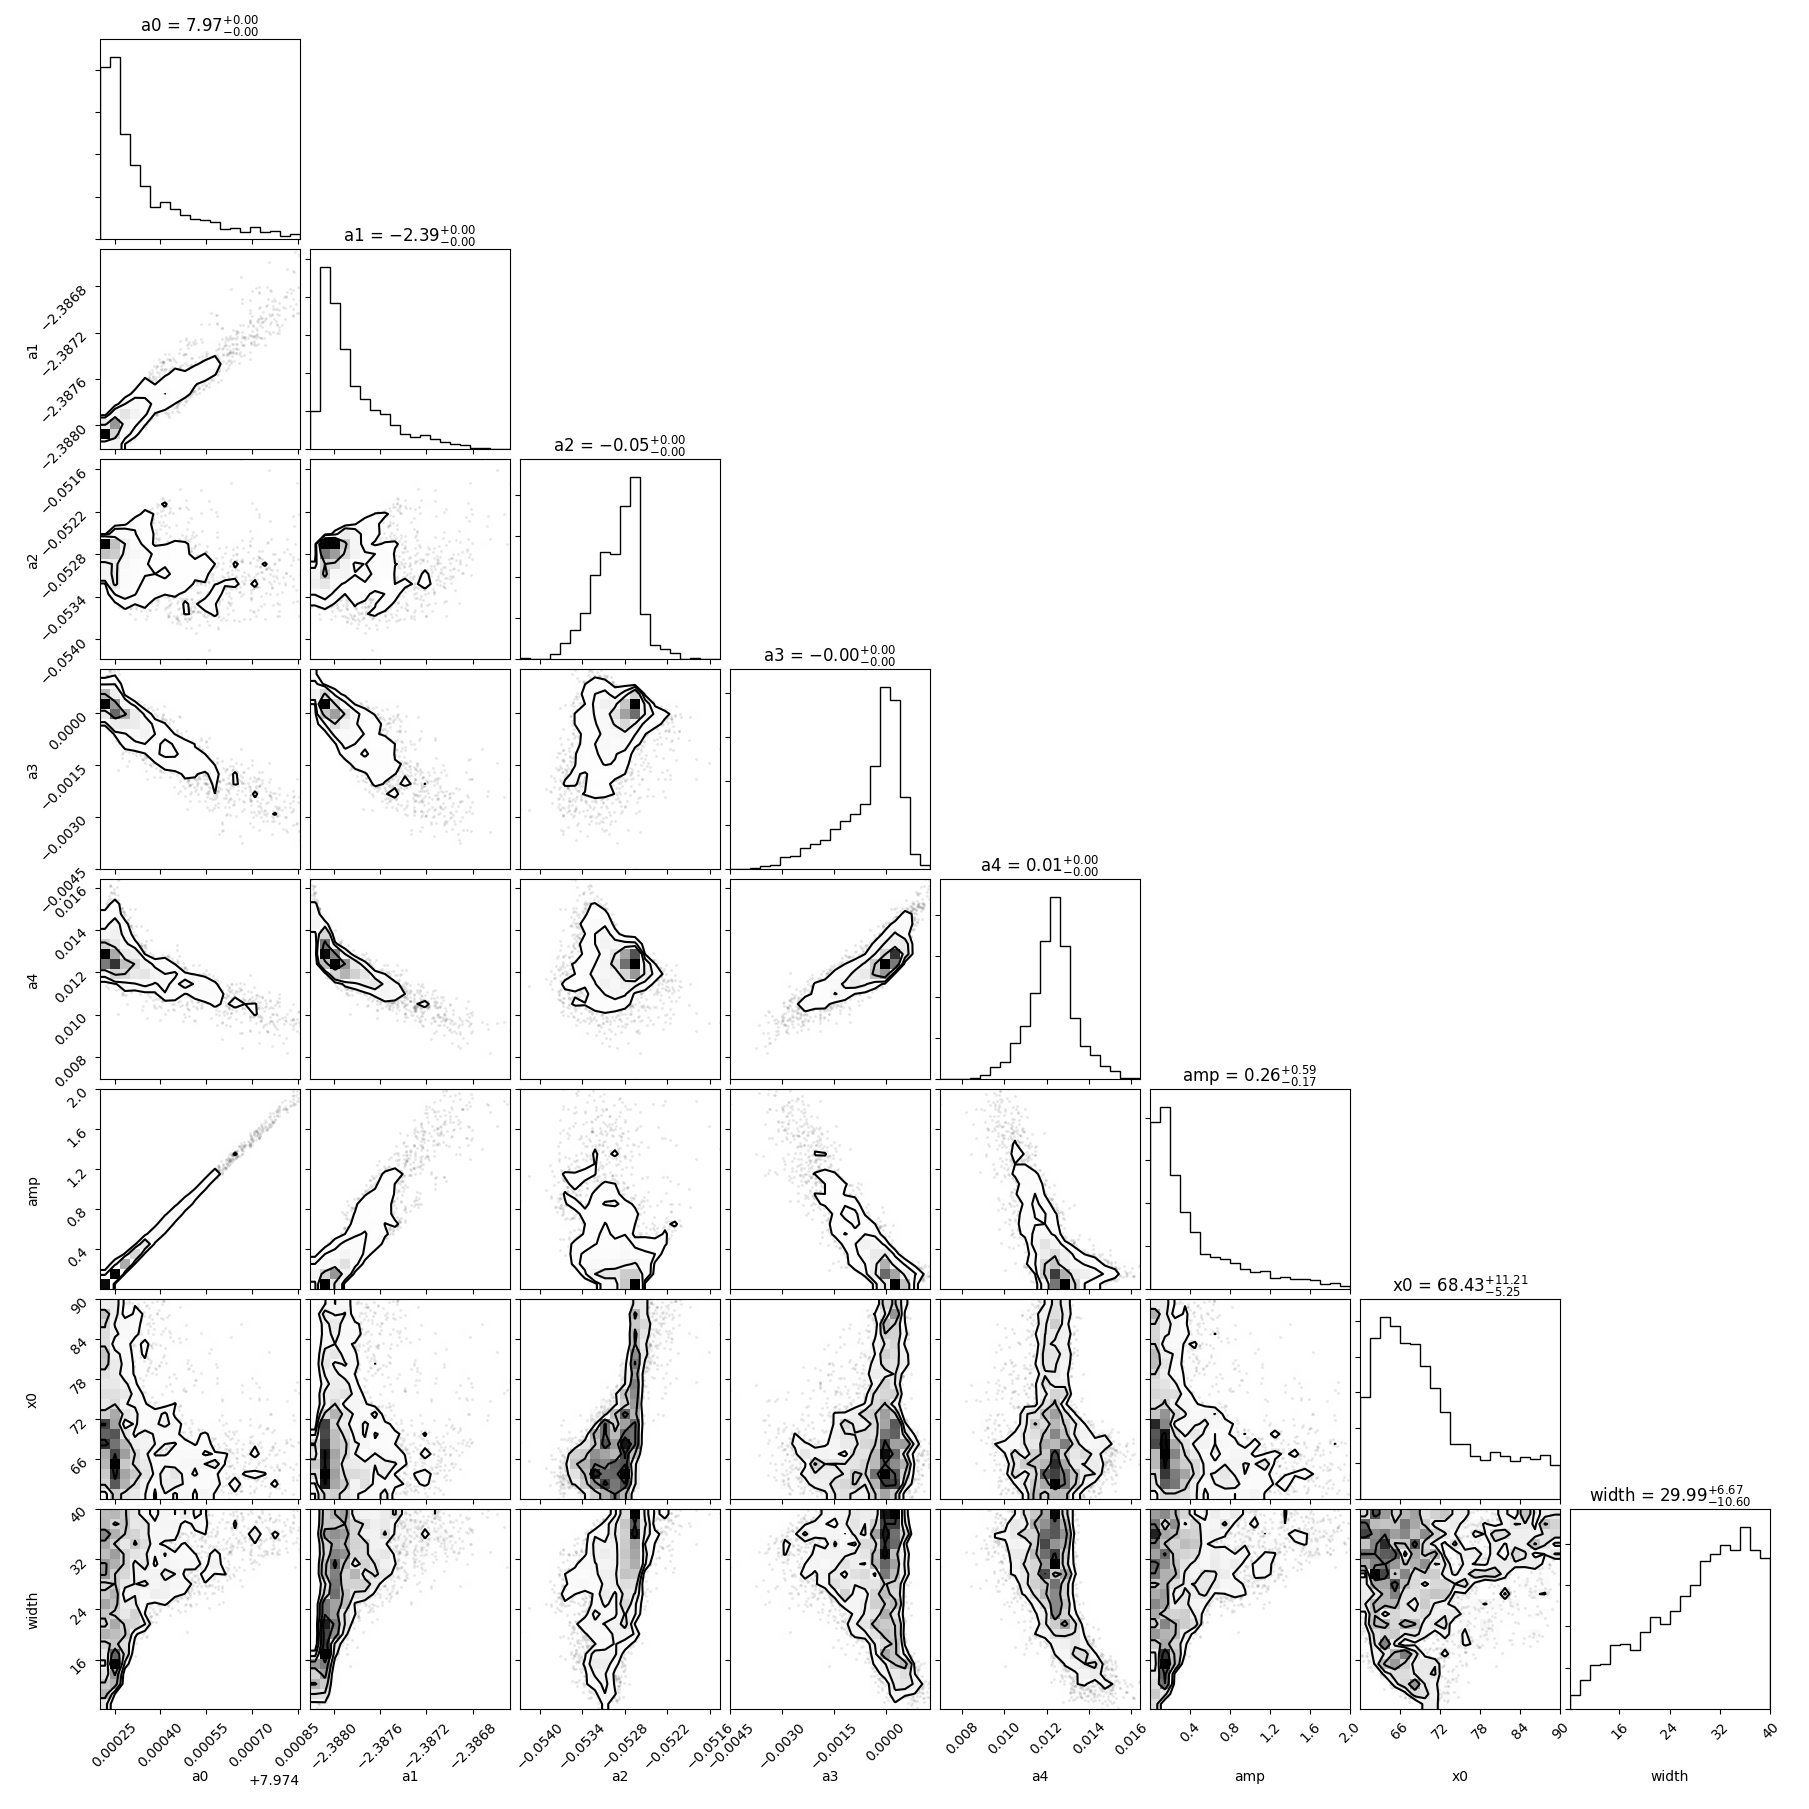 a0 = 7.97+0.00 −0.00
a1 = −2.39+0.00 −0.00
−2.3868
−2.3872
−2.3876
−2.3880
a1
a2 = −0.05+0.00 −0.00
−0.0516
−0.0522
−0.0528
−0.0534
−0.0540
a2
a3 = −0.00+0.00 −0.00
0.0000
−0.0015
−0.0030
−0.0045
a3
a4 = 0.01+0.00 −0.00
0.016
0.014
0.012
0.010
0.008
a4
amp = 0.26+0.59 −0.17
2.0
1.6
1.2
0.8
0.4
amp
x0 = 68.43+11.21 −5.25
90
84
78
72
66
x0
width = 29.99+6.67 −10.60
40
32
24
16
width
0.00025 0.00040 0.00055 0.00070 0.00085
−2.3880 −2.3876 −2.3872 −2.3868
−0.0540 −0.0534 −0.0528 −0.0522 −0.0516
−0.0045 −0.0030 −0.0015 0.0000
0.008 0.010 0.012 0.014 0.016
0.4 0.8 1.2 1.6 2.0
66 72 78 84 90
16 24 32 40
+7.974
a0 a1 a2 a3 a4 amp x0 width